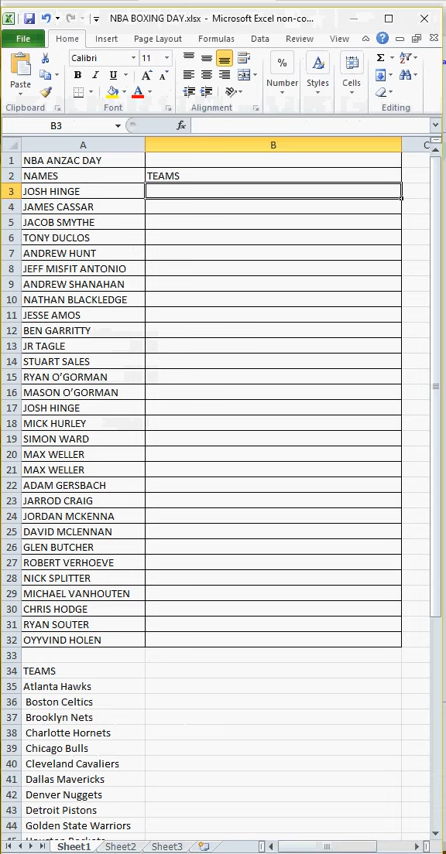 NBA BOXING DAY.xlsx - Microsoft Excel non-co...
File Home Insert Page Layout Formulas Data Review View
Paste
Clipboard
Calibri 11
B I U
Font
Alignment
%
Number
Styles
Cells
Editing
B3 fx
A B C
1 NBA ANZAC DAY
2 NAMES TEAMS
3 JOSH HINGE
4 JAMES CASSAR
5 JACOB SMYTHE
6 TONY DUCLOS
7 ANDREW HUNT
8 JEFF MISFIT ANTONIO
9 ANDREW SHANAHAN
10 NATHAN BLACKLEDGE
11 JESSE AMOS
12 BEN GARRITTY
13 JR TAGLE
14 STUART SALES
15 RYAN O'GORMAN
16 MASON O'GORMAN
17 JOSH HINGE
18 MICK HURLEY
19 SIMON WARD
20 MAX WELLER
21 MAX WELLER
22 ADAM GERSBACH
23 JARROD CRAIG
24 JORDAN MCKENNA
25 DAVID MCLENNAN
26 GLEN BUTCHER
27 ROBERT VERHOEVE
28 NICK SPLITTER
29 MICHAEL VANHOUTEN
30 CHRIS HODGE
31 RYAN SOUTER
32 OYYVIND HOLEN
33
34 TEAMS
35 Atlanta Hawks
36 Boston Celtics
37 Brooklyn Nets
38 Charlotte Hornets
39 Chicago Bulls
40 Cleveland Cavaliers
41 Dallas Mavericks
42 Denver Nuggets
43 Detroit Pistons
44 Golden State Warriors
Sheet1 Sheet2 Sheet3